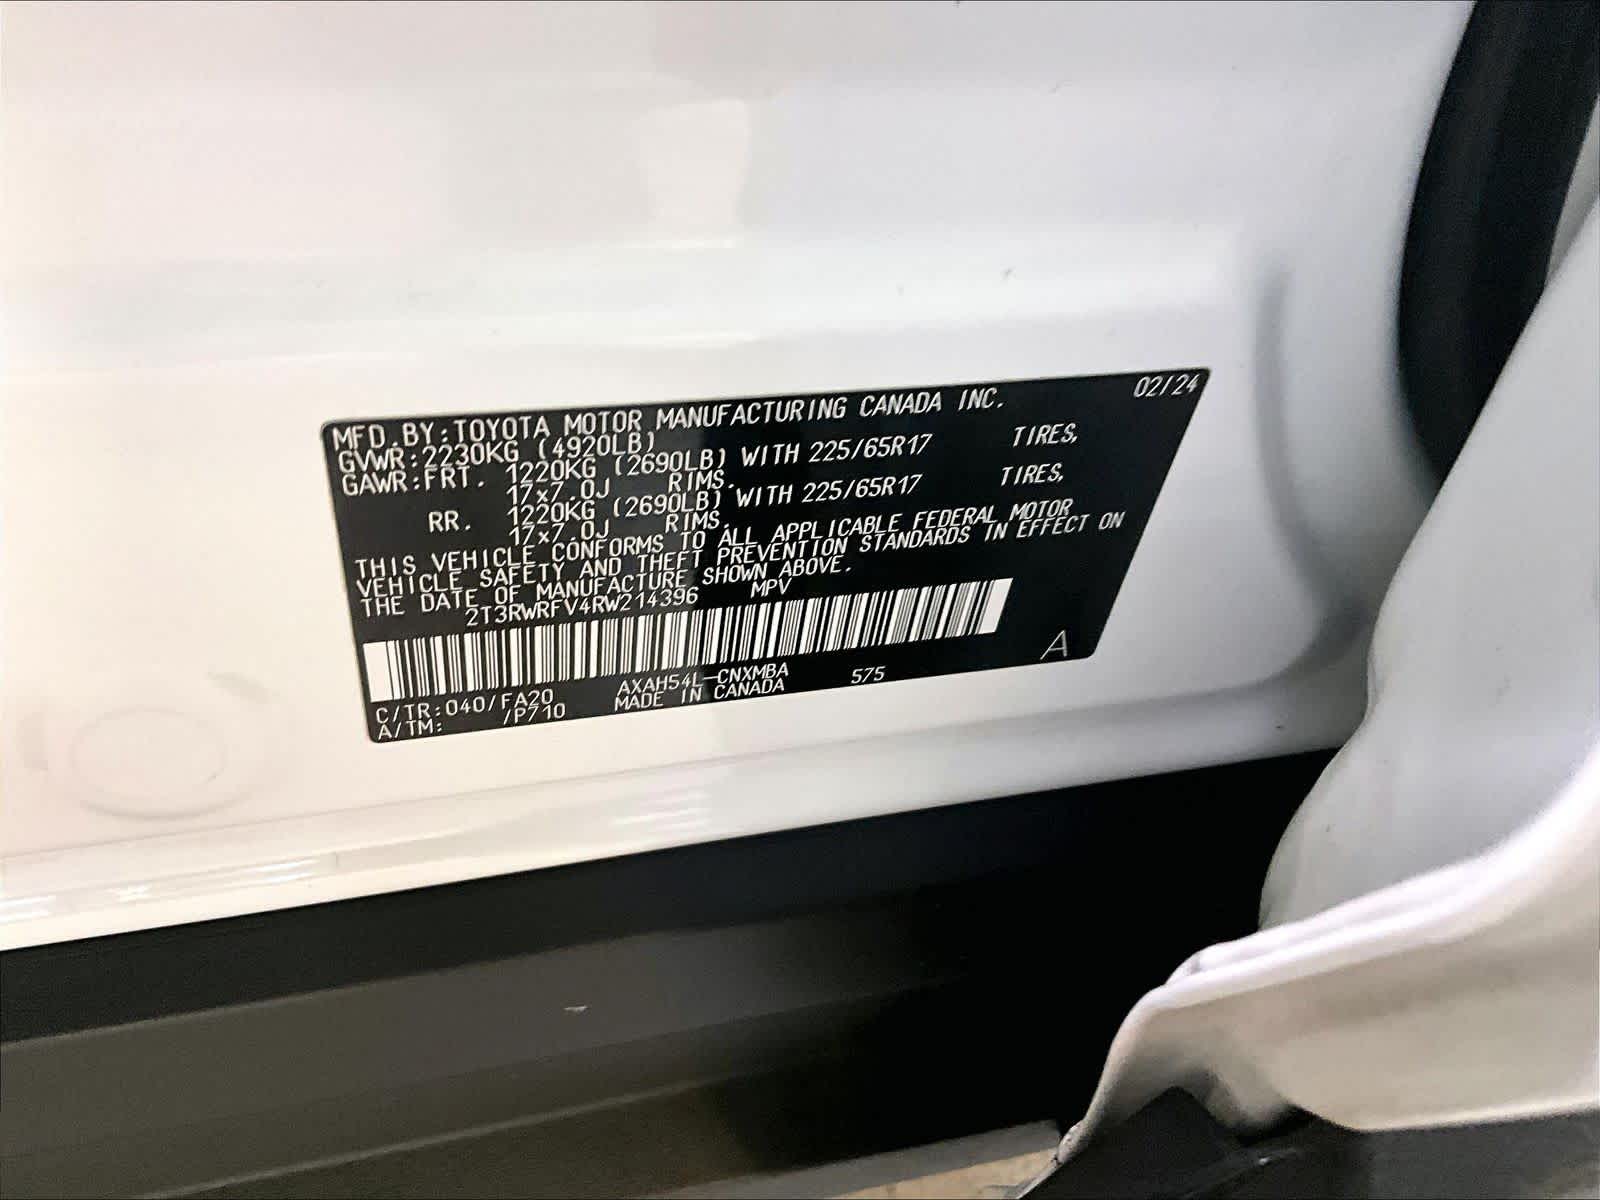 MFD.BY:TOYOTA MOTOR MANUFACTURING CANADA INC. 02/24
GVWR:2230KG (4920LB)
GAWR:FRT. 1220KG (2690LB) WITH 225/65R17 TIRES,
17x7.0J RIMS.
RR. 1220KG (2690LB) WITH 225/65R17 TIRES,
17x7.0J RIMS.
THIS VEHICLE CONFORMS TO ALL APPLICABLE FEDERAL MOTOR
VEHICLE SAFETY AND THEFT PREVENTION STANDARDS IN EFFECT ON
THE DATE OF MANUFACTURE SHOWN ABOVE.
2T3RWRFV4RW214396 MPV
A
C/TR:040/FA20 AXAH54L-CNXMBA 575
A/TM: /P710 MADE IN CANADA